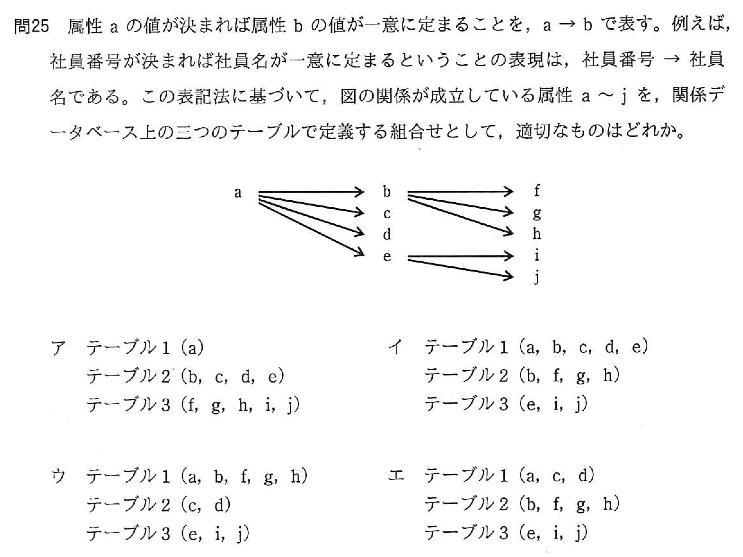 問25 属性 a の値が決まれば属性 b の値が一意に定まることを，a → b で表す。例えば，
社員番号が決まれば社員名が一意に定まるということの表現は，社員番号 → 社員
名である。この表記法に基づいて，図の関係が成立している属性 a ～ j を，関係デ
ータベース上の三つのテーブルで定義する組合せとして，適切なものはどれか。
a b f
c g
d h
e i
j
ア テーブル1（a）
テーブル2（b，c，d，e）
テーブル3（f，g，h，i，j）
イ テーブル1（a，b，c，d，e）
テーブル2（b，f，g，h）
テーブル3（e，i，j）
ウ テーブル1（a，b，f，g，h）
テーブル2（c，d）
テーブル3（e，i，j）
エ テーブル1（a，c，d）
テーブル2（b，f，g，h）
テーブル3（e，i，j）